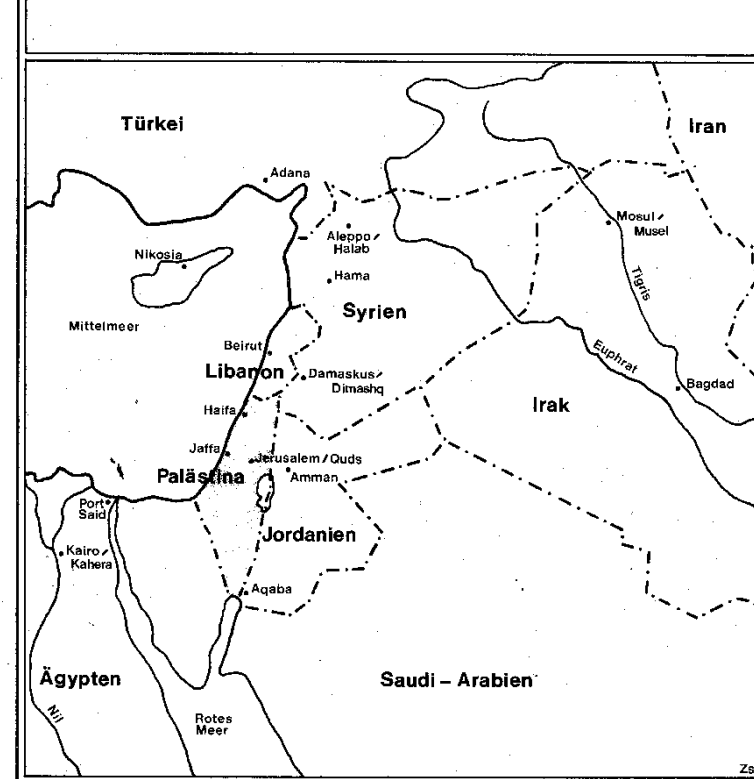 Türkei
Iran
Adana
Mosul/
Musel
Aleppo/
Halab
Nikosia
Hama
Tigris
Syrien
Mittelmeer
Beirut
Euphrat
Libanon
Damaskus/
Dimashq
Bagdad
Haifa
Irak
Jaffa
Jerusalem/Quds
Palästina
Amman
Port
Said
Jordanien
Kairo/
Kahera
Aqaba
Ägypten
Saudi – Arabien
Nil
Rotes
Meer
Zs